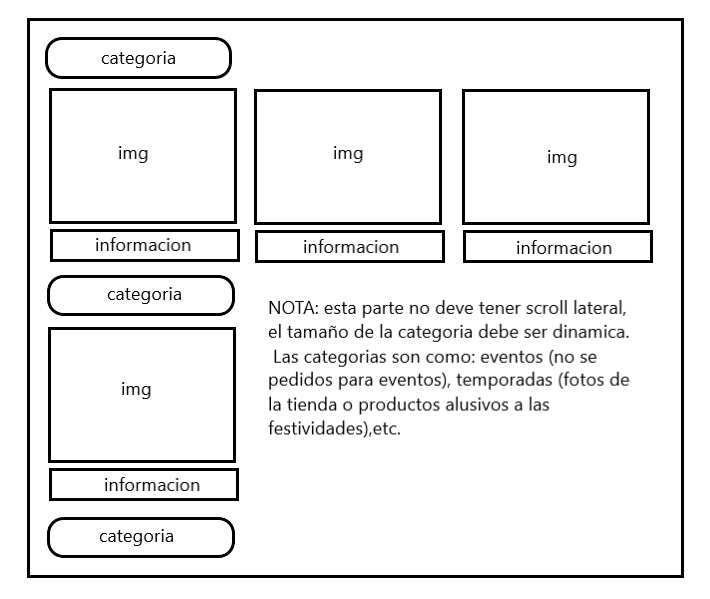 categoria
img
img
img
informacion
informacion
informacion
categoria
NOTA: esta parte no deve tener scroll lateral,
el tamaño de la categoria debe ser dinamica.
Las categorias son como: eventos (no se
pedidos para eventos), temporadas (fotos de
la tienda o productos alusivos a las
festividades),etc.
img
informacion
categoria